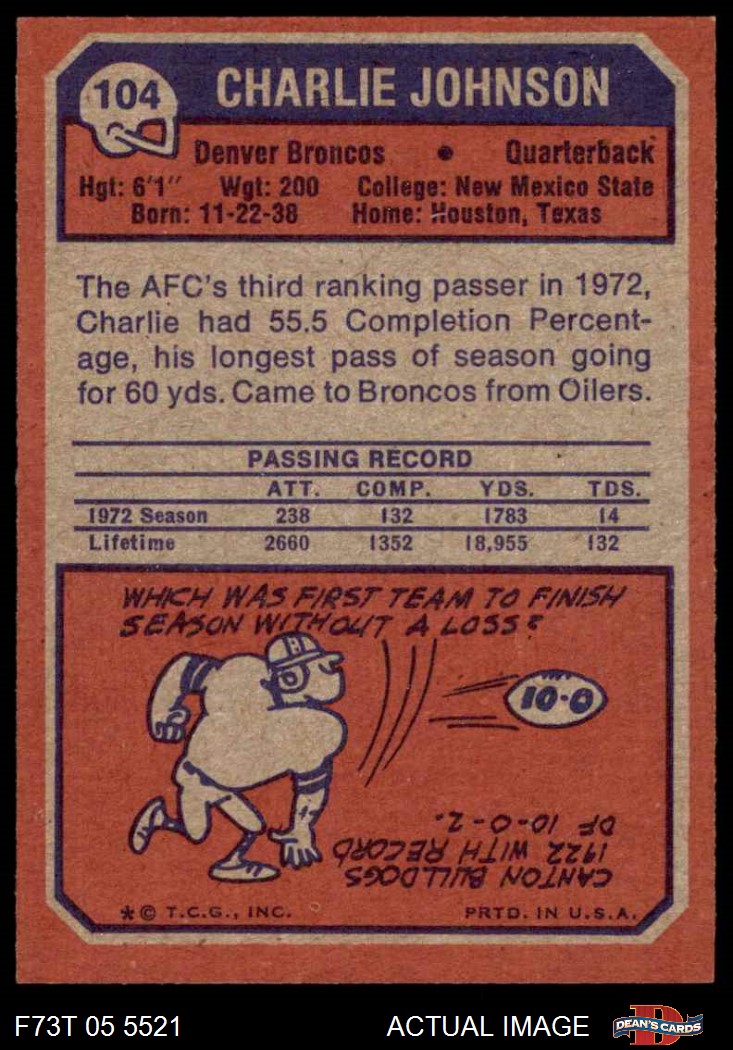 104
CHARLIE JOHNSON
Denver Broncos • Quarterback
Hgt: 6'1" Wgt: 200 College: New Mexico State
Born: 11-22-38 Home: Houston, Texas
The AFC's third ranking passer in 1972,
Charlie had 55.5 Completion Percent-
age, his longest pass of season going
for 60 yds. Came to Broncos from Oilers.
PASSING RECORD
ATT. COMP. YDS. TDS.
1972 Season 238 132 1783 14
Lifetime 2660 1352 18,955 132
WHICH WAS FIRST TEAM TO FINISH
SEASON WITHOUT A LOSS?
B
10-0
CANTON BULLDOGS
1922 WITH RECORD
OF 10-0-2.
* © T.C.G., INC. PRTD. IN U.S.A.
F73T 05 5521 ACTUAL IMAGE
D
DEAN'S CARDS